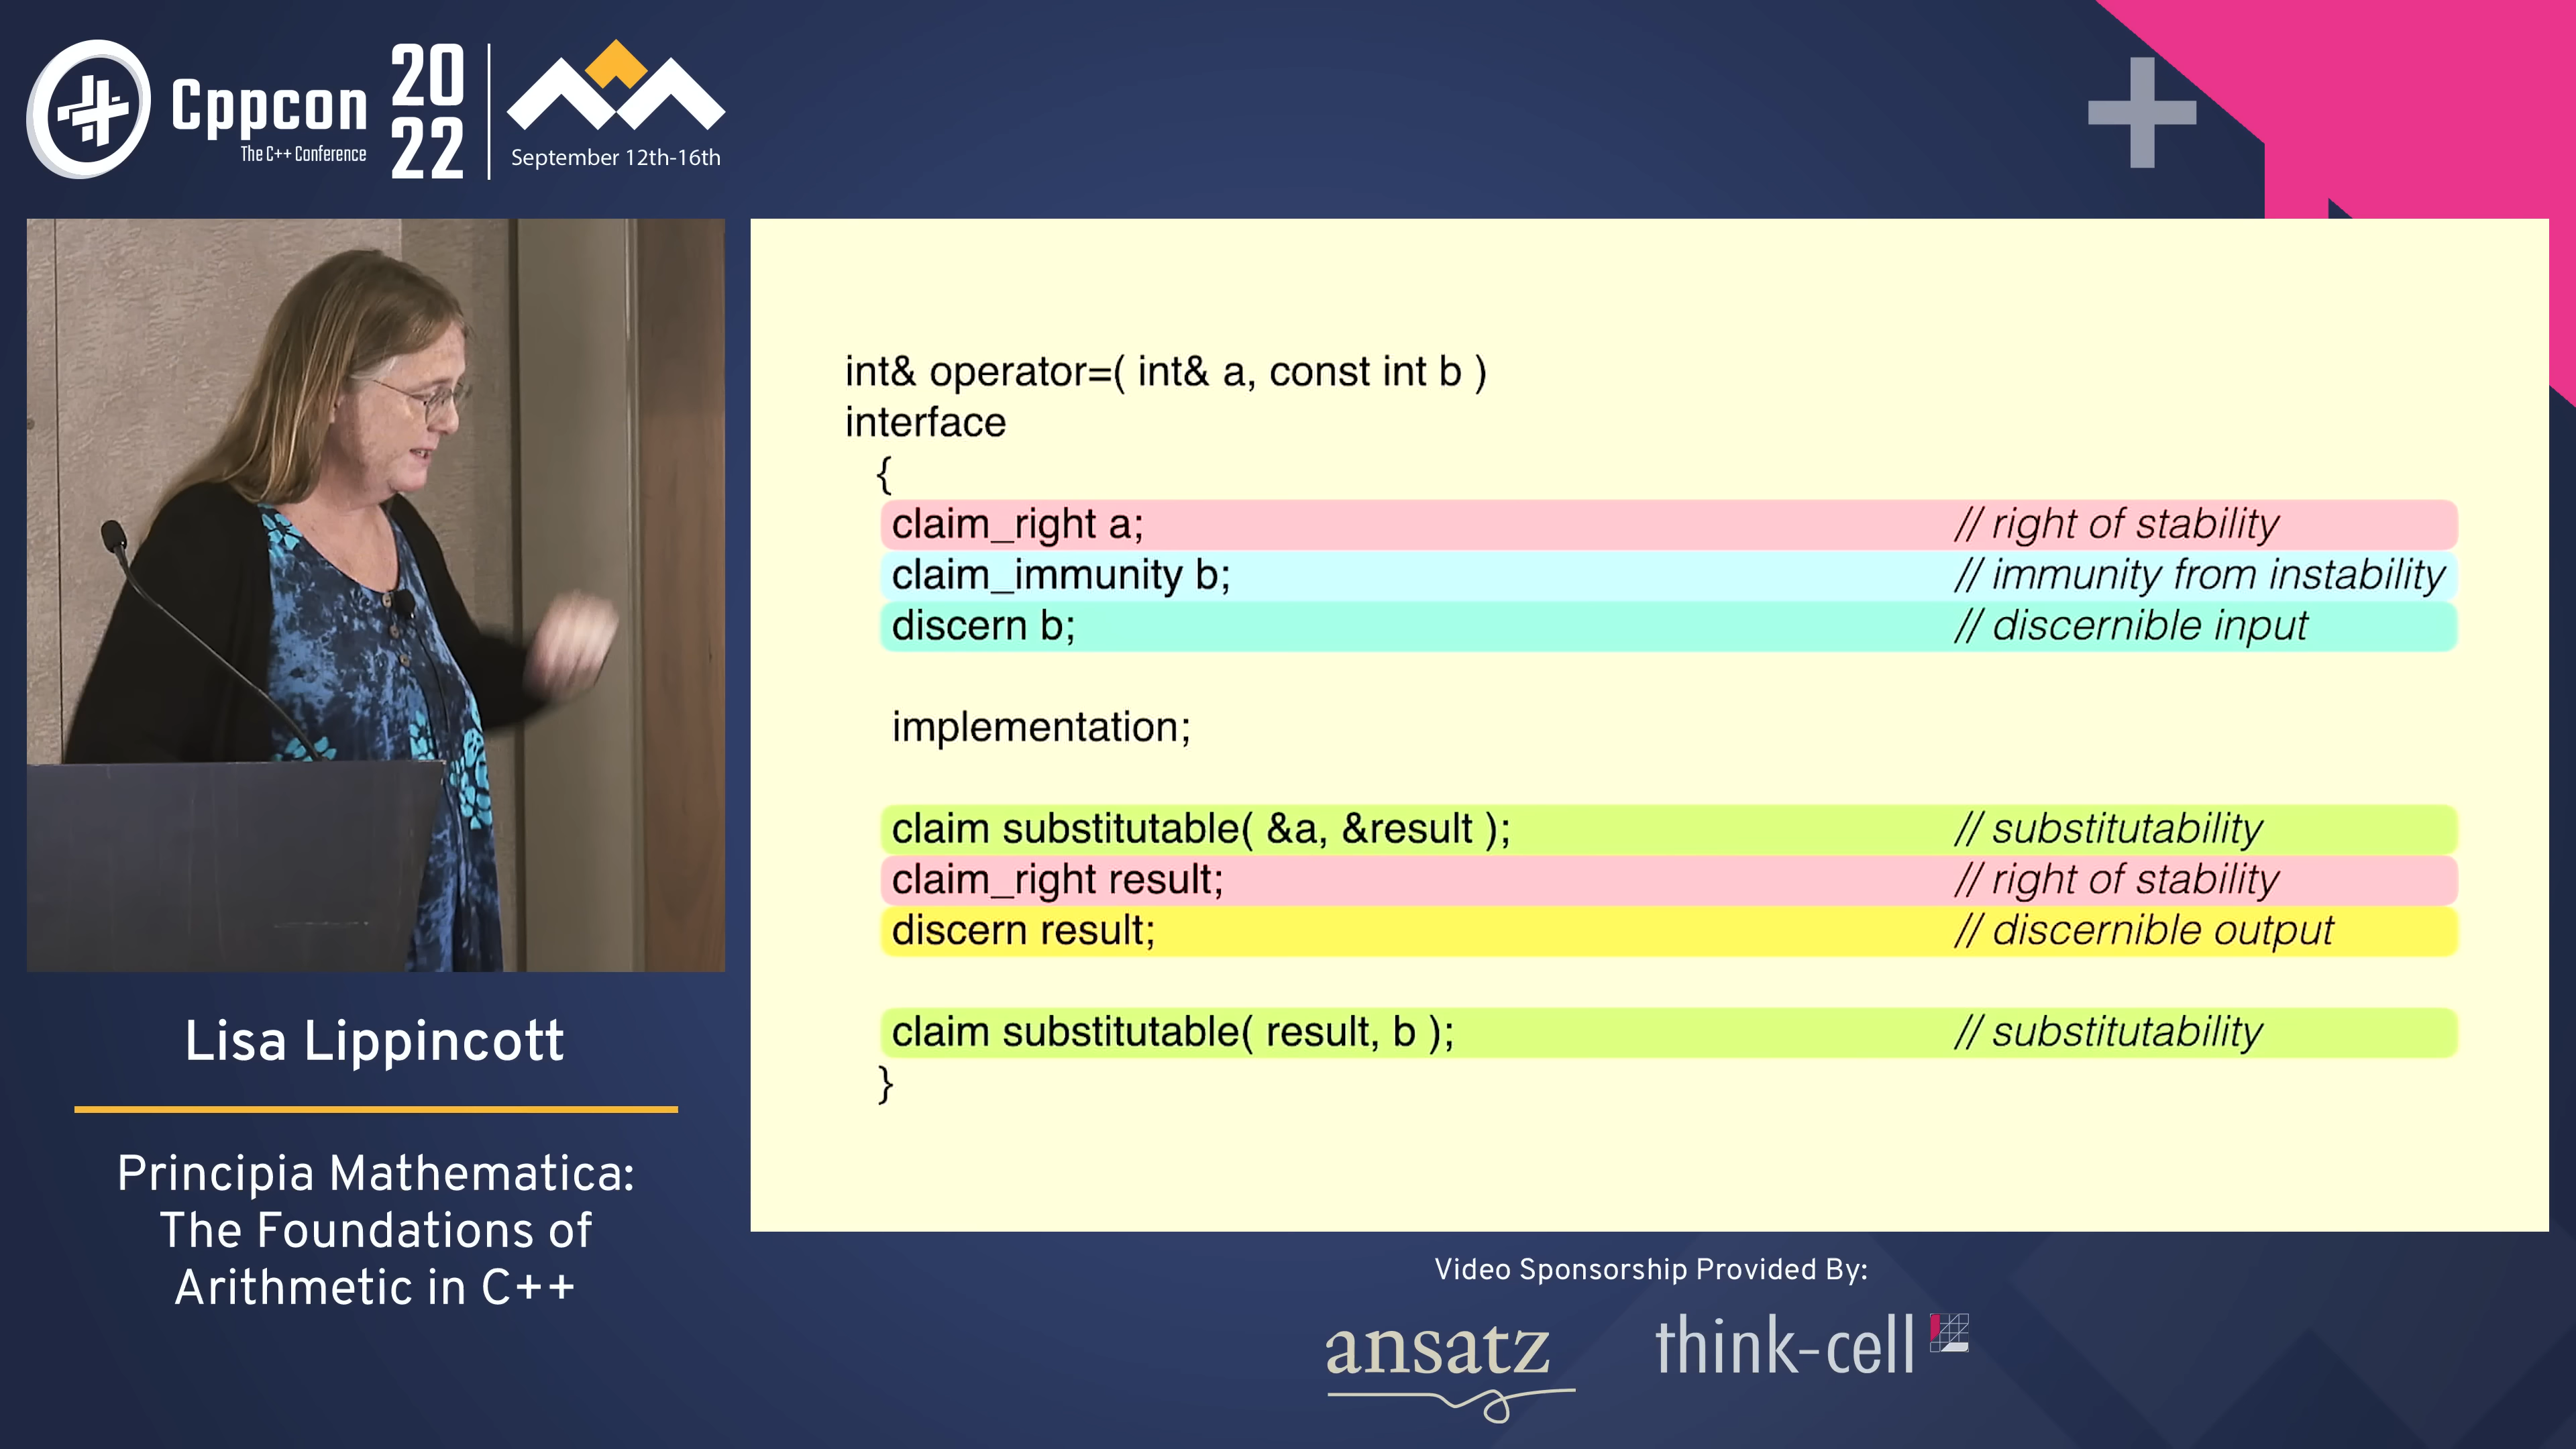 Cppcon
The C++ Conference
20
22
September 12th-16th
int& operator=( int& a, const int b )
interface
{
claim_right a; // right of stability
claim_immunity b; // immunity from instability
discern b; // discernible input
implementation;
claim substitutable( &a, &result ); // substitutability
claim_right result; // right of stability
discern result; // discernible output
claim substitutable( result, b ); // substitutability
}
Lisa Lippincott
Principia Mathematica:
The Foundations of
Arithmetic in C++
Video Sponsorship Provided By:
ansatz
think-cell